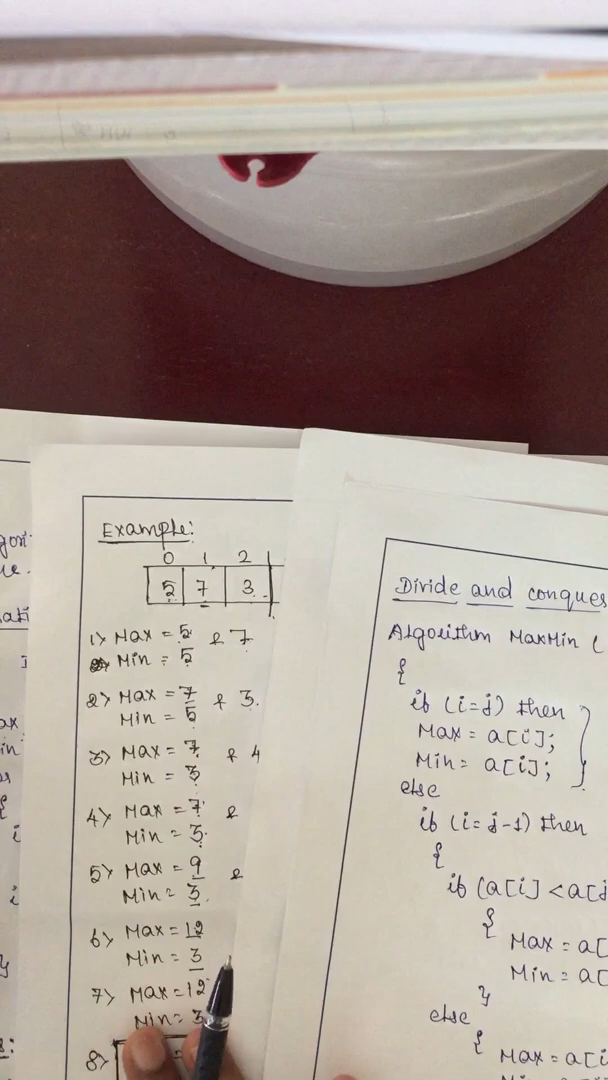 Example:
0 1 2
5 7 3
1) Max = 5 & 7
Min = 5
2) Max = 7 & 3
Min = 5
3) Max = 7 & 4
Min = 3
4) Max = 7 &
Min = 3
5) Max = 9 &
Min = 3
6) Max = 12
Min = 3
7) Max = 12
Min = 3
8)
Divide and conques
Algorithm MaxMin (
{
if (i=j) then
Max = a[i];
Min = a[i];
}
else
if (i=j-1) then
{
if (a[i] < a[j
{
Max = a[
Min = a[
}
else
{
Max = a[i